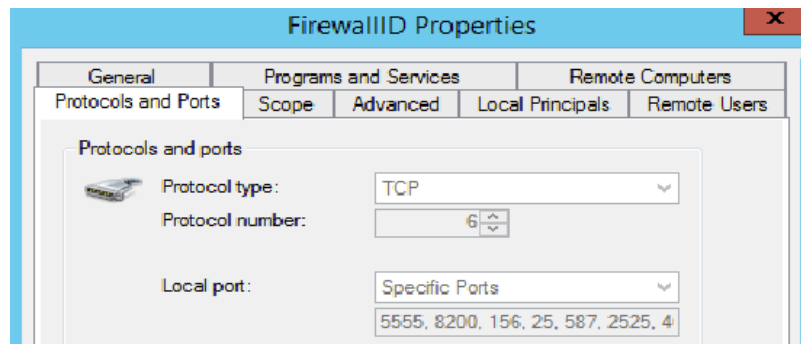 FirewallID Properties
x
General Programs and Services Remote Computers
Protocols and Ports Scope Advanced Local Principals Remote Users
Protocols and ports
Protocol type: TCP
Protocol number: 6
Local port: Specific Ports
5555, 8200, 156, 25, 587, 2525, 4